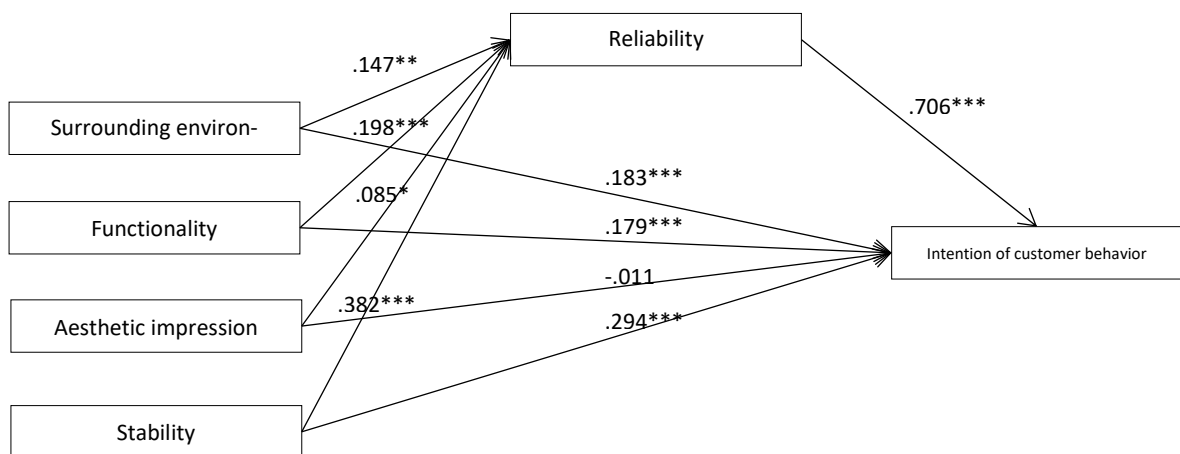 Reliability
.147**
.706***
Surrounding environ-
.198***
.183***
.085*
Functionality
.179***
Intention of customer behavior
-.011
.382***
Aesthetic impression
.294***
Stability